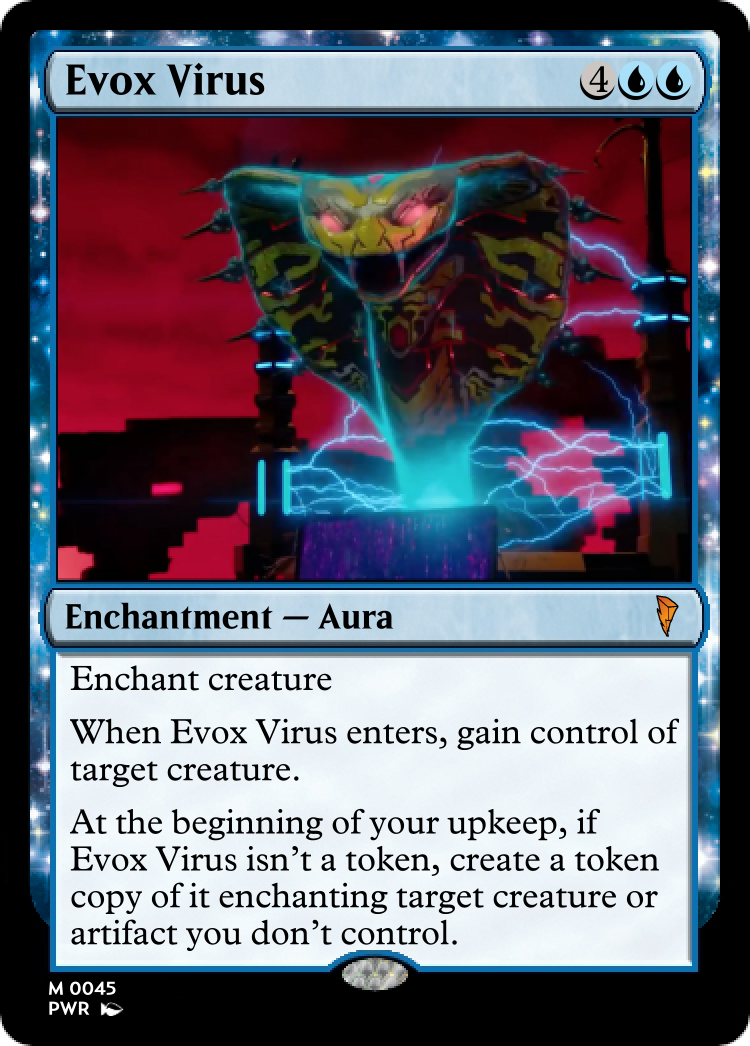 Evox Virus 4
Enchantment — Aura
Enchant creature
When Evox Virus enters, gain control of
target creature.
At the beginning of your upkeep, if
Evox Virus isn't a token, create a token
copy of it enchanting target creature or
artifact you don't control.
M 0045
PWR